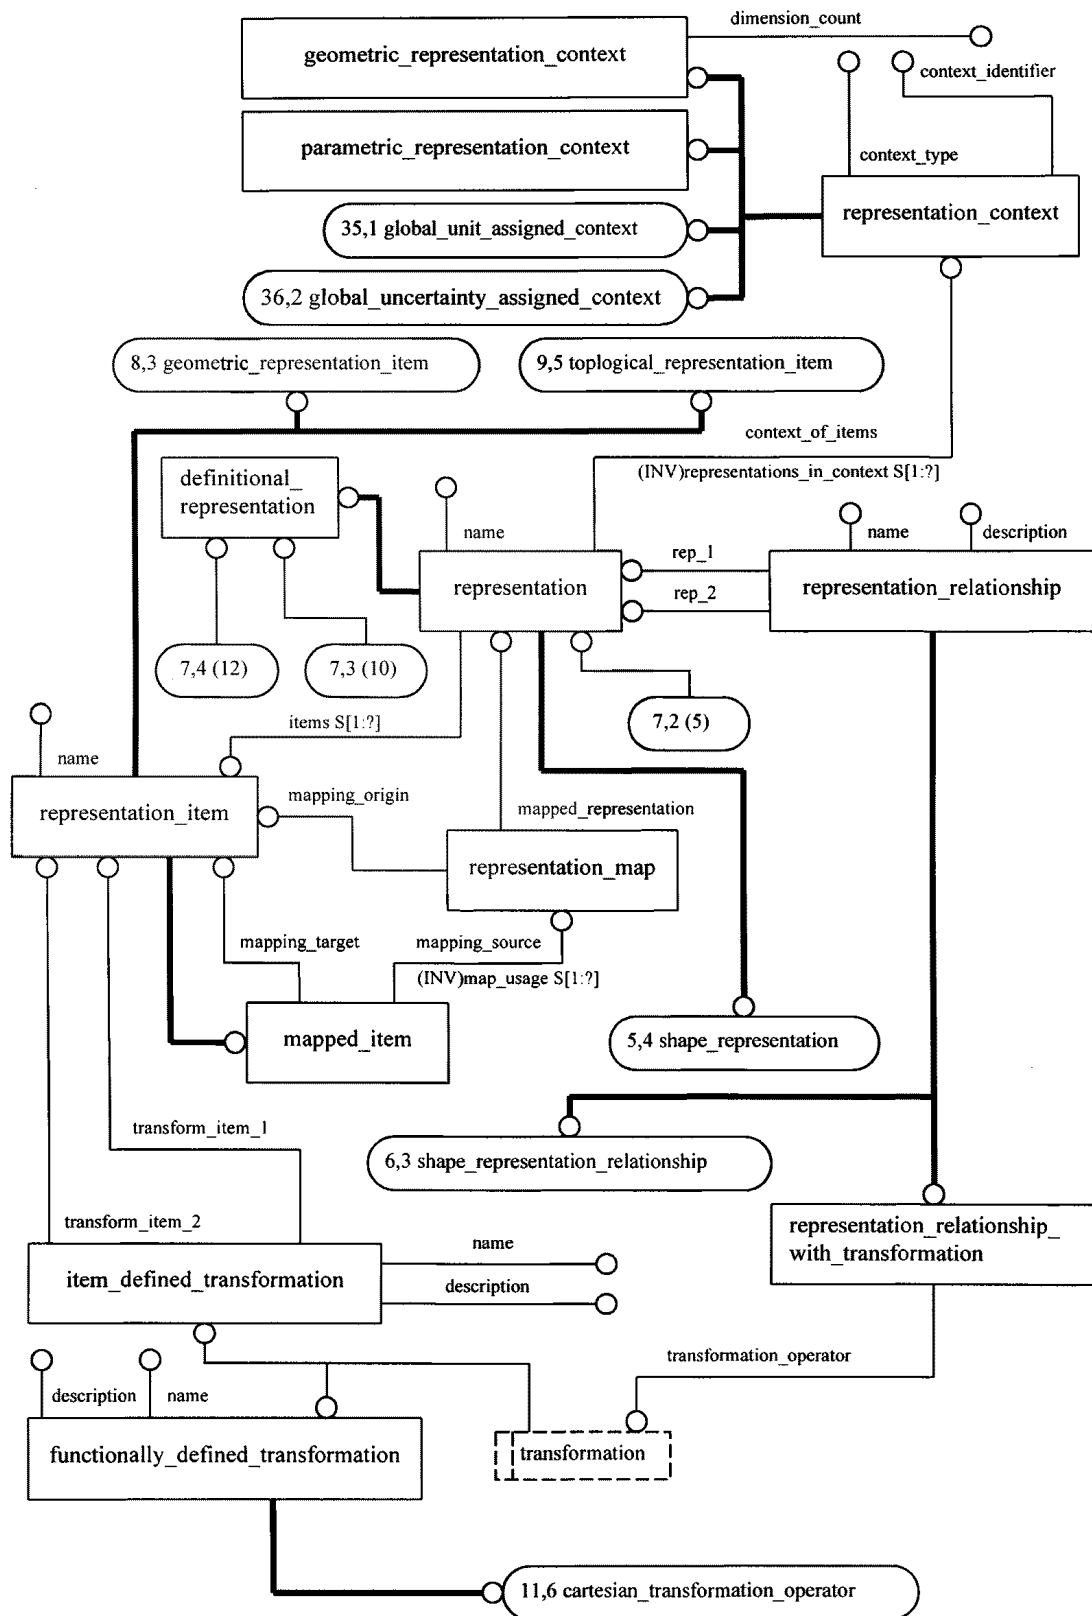 dimension_count
geometric_representation_context
context_identifier
parametric_representation_context
context_type
representation_context
35,1 global_unit_assigned_context
36,2 global_uncertainty_assigned_context
8,3 geometric_representation_item
9,5 toplogical_representation_item
context_of_items
(INV)representations_in_context S[1:?]
definitional_
representation
name
name
description
rep_1
representation
representation_relationship
rep_2
7,4 (12)
7,3 (10)
7,2 (5)
items S[1:?]
name
mapping_origin
mapped_representation
representation_item
representation_map
mapping_target
mapping_source
(INV)map_usage S[1:?]
mapped_item
5,4 shape_representation
transform_item_1
6,3 shape_representation_relationship
transform_item_2
representation_relationship_
with_transformation
name
item_defined_transformation
description
transformation_operator
description
name
functionally_defined_transformation
transformation
11,6 cartesian_transformation_operator